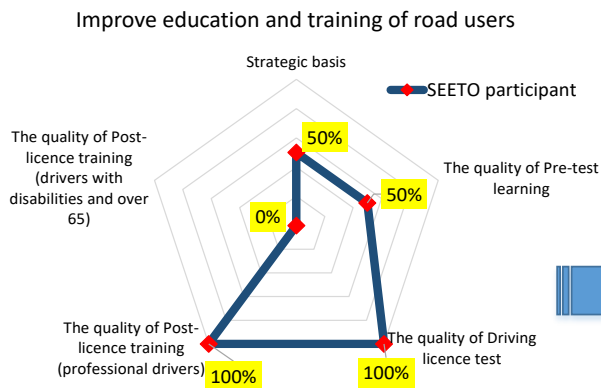 Improve education and training of road users
Strategic basis
SEETO participant
50%
The quality of Post-
licence training
(drivers with
disabilities and over
65)
The quality of Pre-test
learning
50%
0%
The quality of Post-
licence training
(professional drivers)
The quality of Driving
licence test
100%
100%